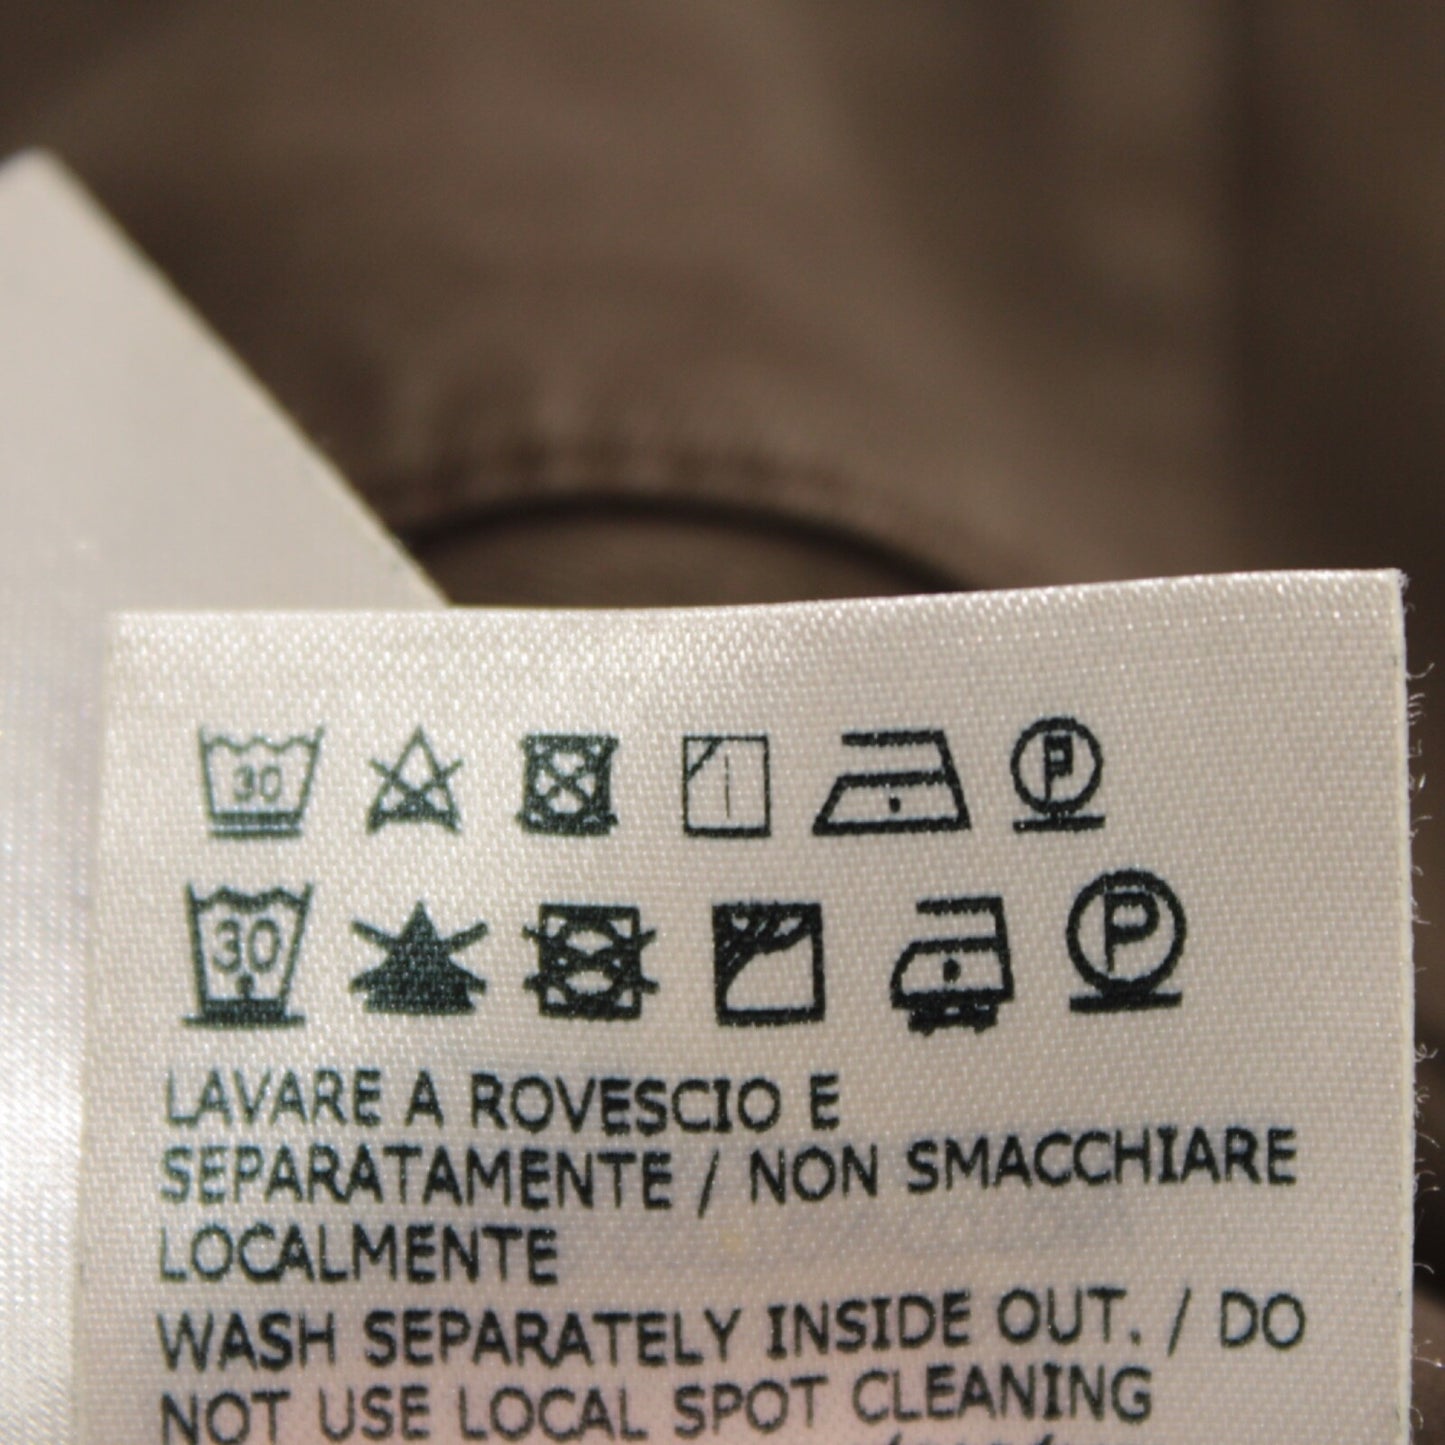 30 P
30 P
LAVARE A ROVESCIO E
SEPARATAMENTE / NON SMACCHIARE
LOCALMENTE
WASH SEPARATELY INSIDE OUT. / DO
NOT USE LOCAL SPOT CLEANING